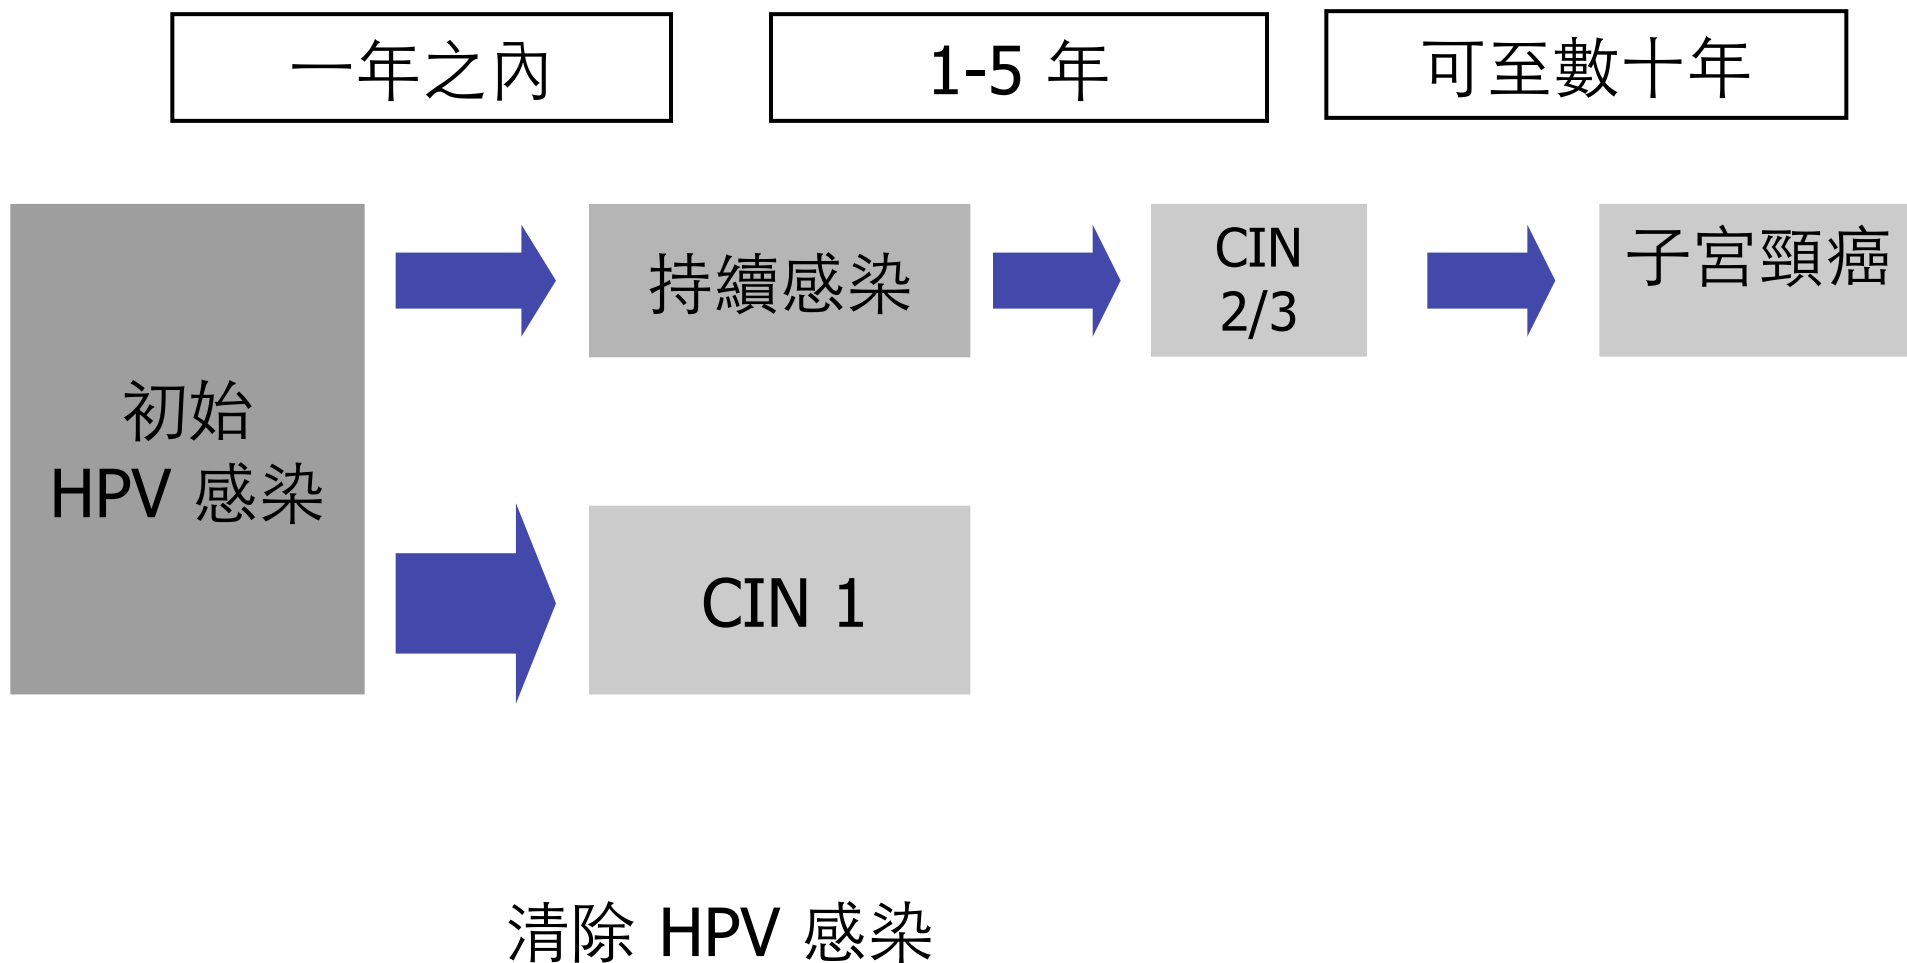 一年之內
1-5 年
可至數十年
初始
HPV 感染
持續感染
CIN
2/3
子宮頸癌
CIN 1
清除 HPV 感染